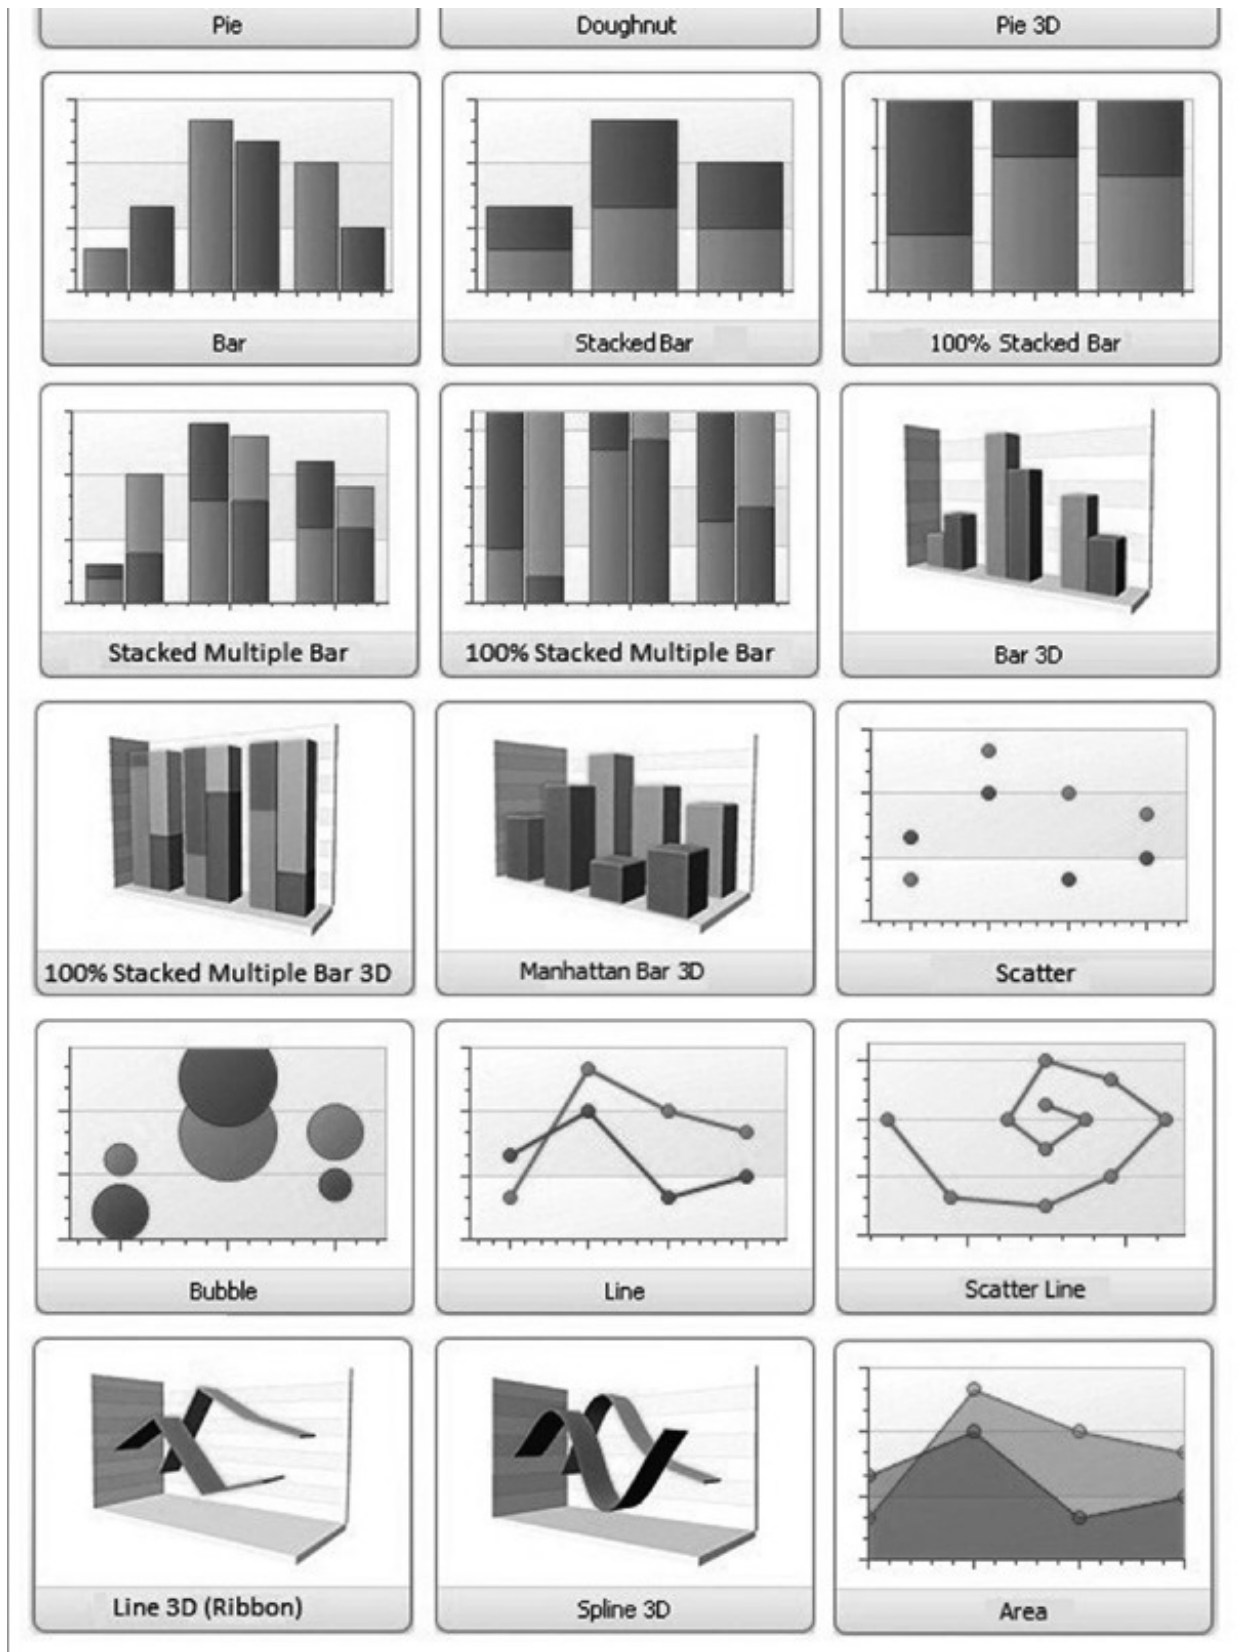 Pie
Doughnut
Pie 3D
Bar
Stacked Bar
100% Stacked Bar
Stacked Multiple Bar
100% Stacked Multiple Bar
Bar 3D
100% Stacked Multiple Bar 3D
Manhattan Bar 3D
Scatter
Bubble
Line
Scatter Line
Line 3D (Ribbon)
Spline 3D
Area